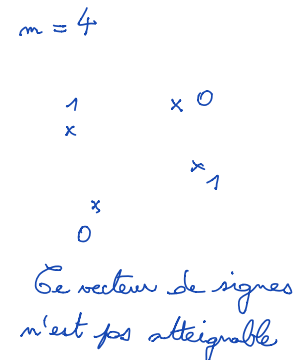 m = 4
1 x 0
x
x 1
x
0
Ce vecteur de signes
n'est pas atteignable